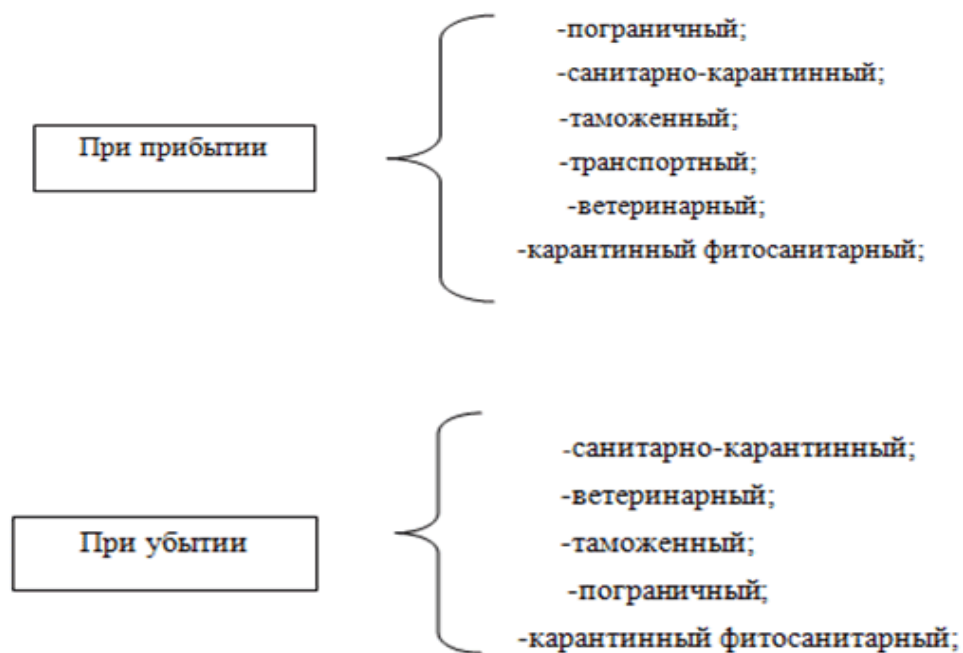 При прибытии
-пограничный;
-санитарно-карантинный;
-таможенный;
-транспортный;
-ветеринарный;
-карантинный фитосанитарный;
При убытии
-санитарно-карантинный;
-ветеринарный;
-таможенный;
-пограничный;
-карантинный фитосанитарный;